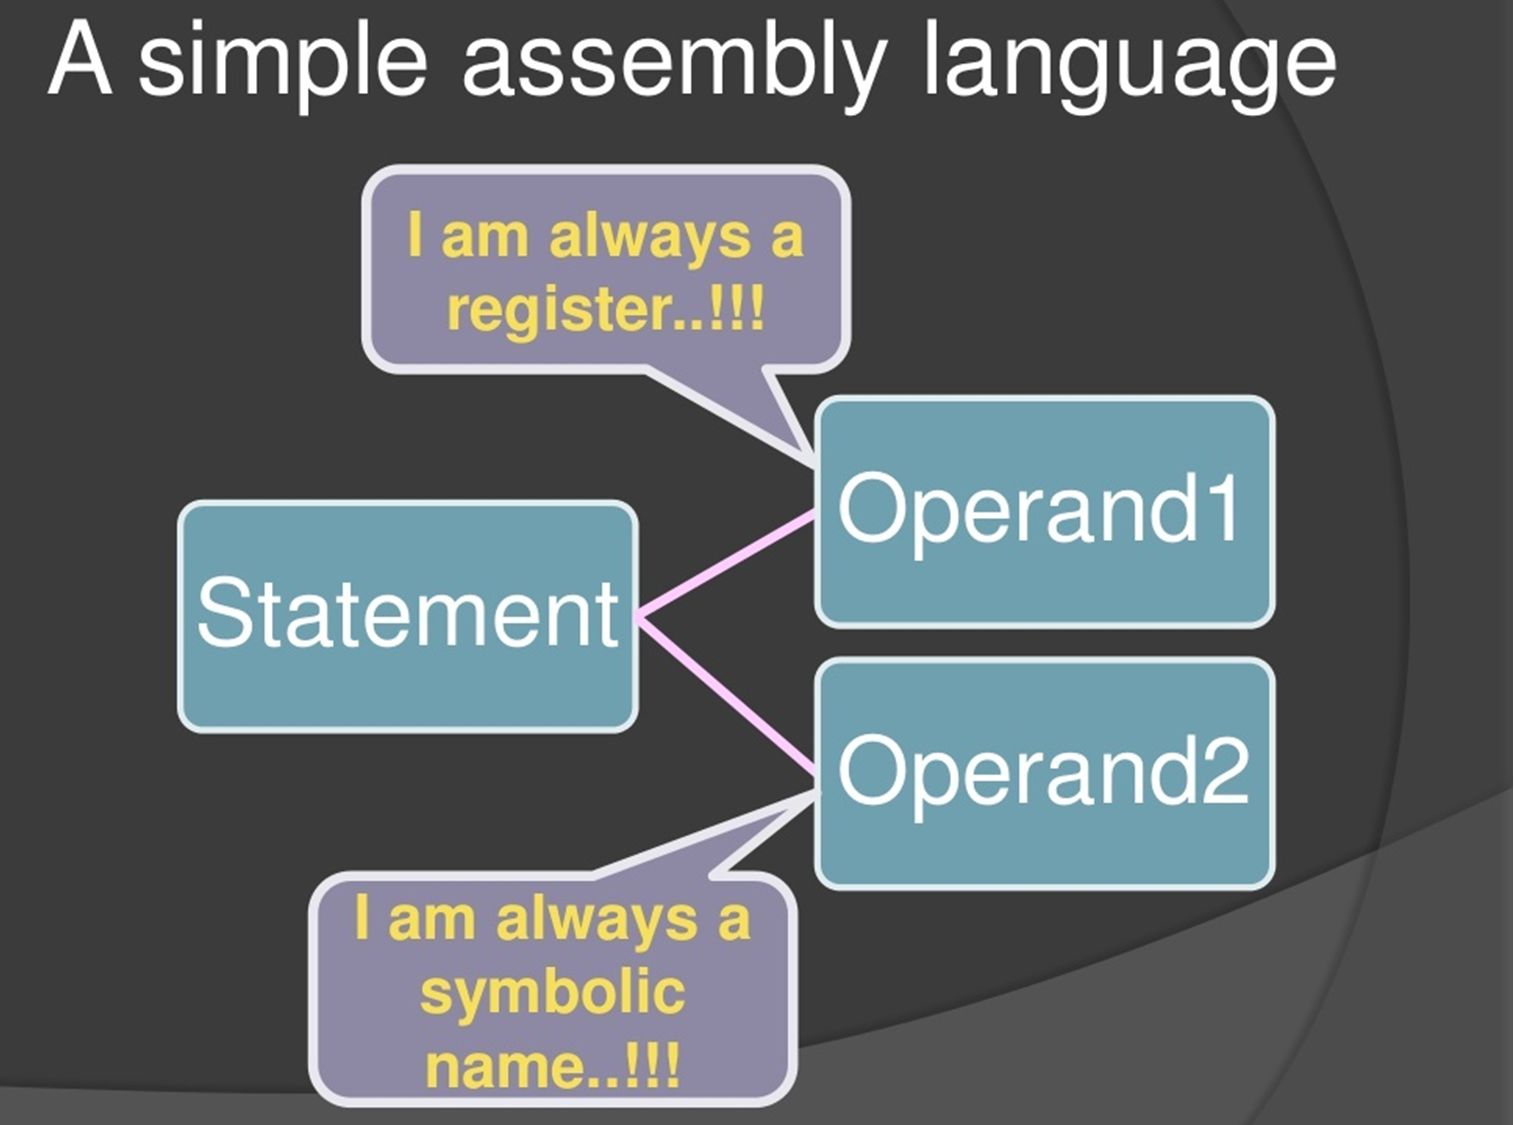 A simple assembly language
I am always a
register..!!!
Operand1
Statement
Operand2
I am always a
symbolic
name..!!!